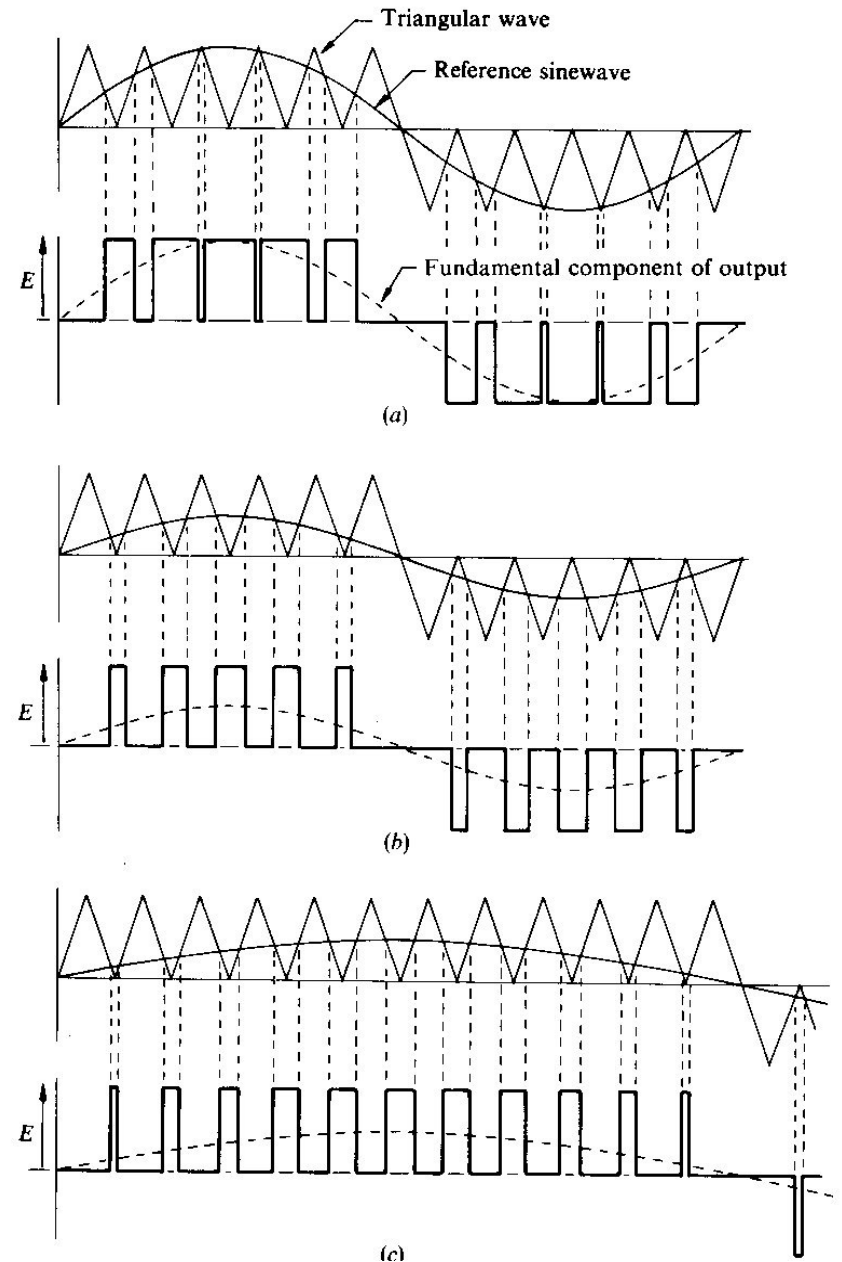 Triangular wave
Reference sinewave
E
Fundamental component of output
(a)
E
(b)
E
(c)